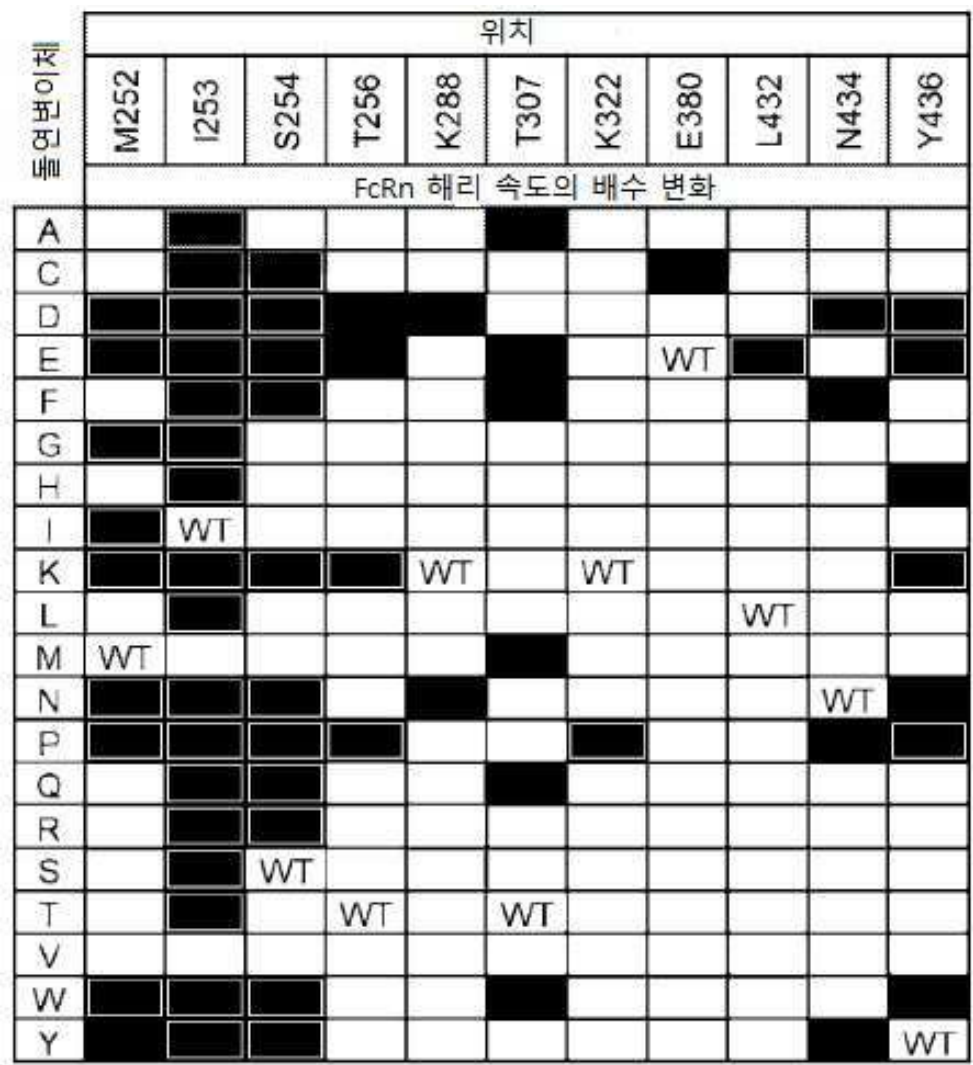 위치
돌연변이체
M252 I253 S254 T256 K288 T307 K322 E380 L432 N434 Y436
FcRn 해리 속도의 배수 변화
A
C
D
E WT
F
G
H
I WT
K WT WT
L WT
M WT
N WT
P
Q
R
S WT
T WT WT
V
W
Y WT